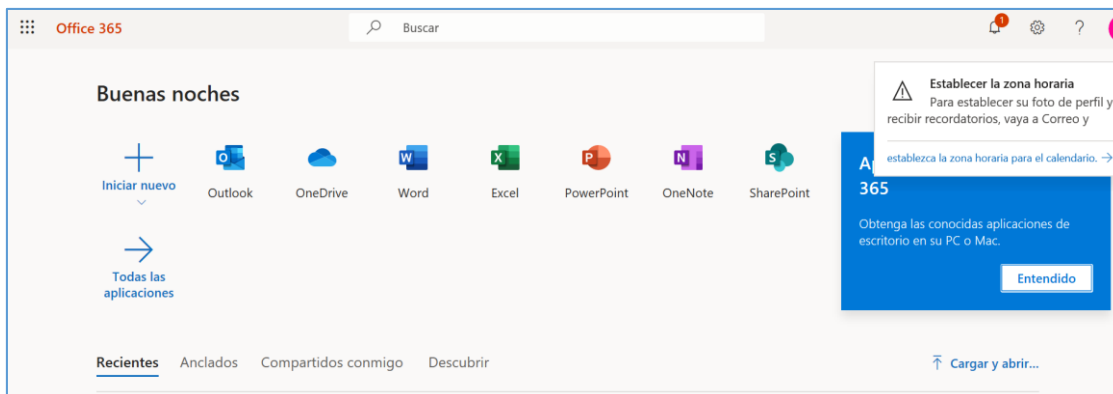 Office 365
Buscar
1
?
Buenas noches
Establecer la zona horaria
Para establecer su foto de perfil y
recibir recordatorios, vaya a Correo y
establezca la zona horaria para el calendario. →
Iniciar nuevo
Outlook
OneDrive
Word
Excel
PowerPoint
OneNote
SharePoint
365
Obtenga las conocidas aplicaciones de
escritorio en su PC o Mac.
Entendido
Todas las
aplicaciones
Recientes
Anclados
Compartidos conmigo
Descubrir
Cargar y abrir...